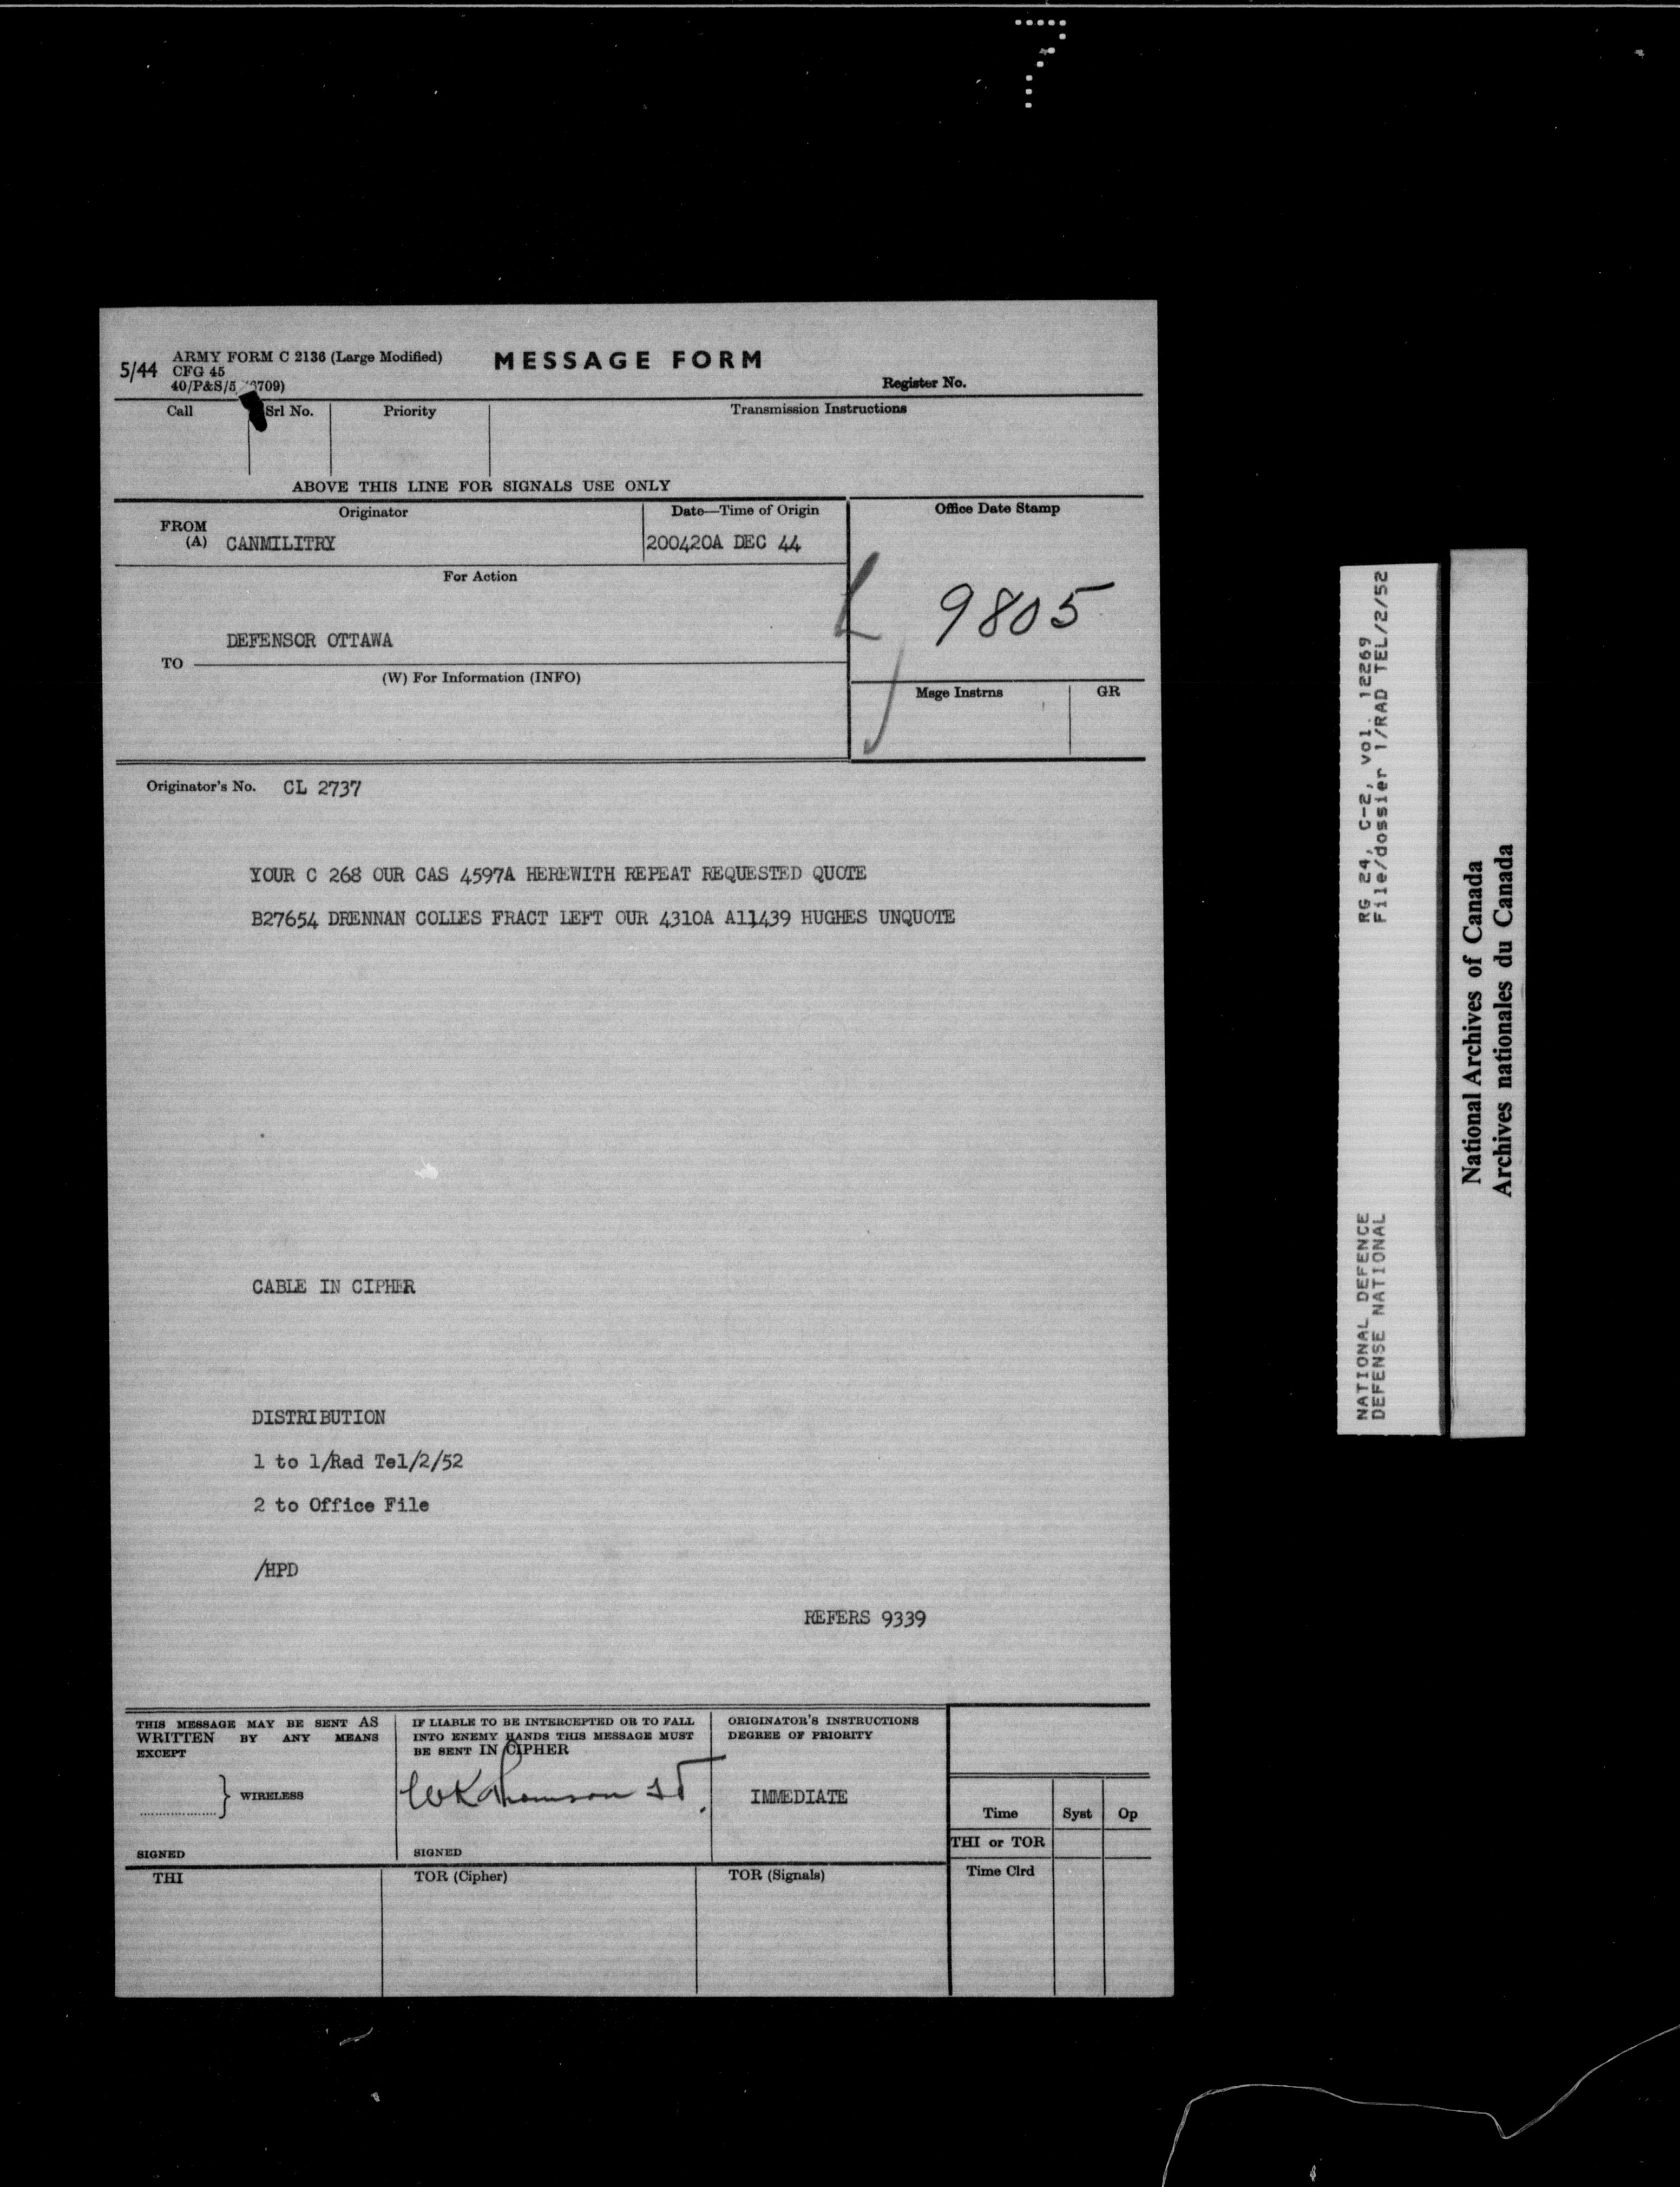 7
5/44
ARMY FORM C 2136 (Large Modified)
CFG 45
40/P&S/5 6709)
MESSAGE FORM
Register No.
Call
Srl No.
Priority
Transmission Instructions
ABOVE THIS LINE FOR SIGNALS USE ONLY
FROM
(A)
Originator
CANMILITRY
Date—Time of Origin
200420A DEC 44
Office Date Stamp
For Action
9805
DEFENSOR OTTAWA
TO
(W) For Information (INFO)
Msge Instrns
GR
Originator's No. CL 2737
YOUR C 268 OUR CAS 4597A HEREWITH REPEAT REQUESTED QUOTE
B27654 DRENNAN COLLES FRACT LEFT OUR 4310A A11439 HUGHES UNQUOTE
CABLE IN CIPHER
DISTRIBUTION
1 to 1/Rad Tel/2/52
2 to Office File
/HPD
REFERS 9339
THIS MESSAGE MAY BE SENT AS
WRITTEN BY ANY MEANS
EXCEPT
} WIRELESS
SIGNED
IF LIABLE TO BE INTERCEPTED OR TO FALL
INTO ENEMY HANDS THIS MESSAGE MUST
BE SENT IN CIPHER
WKThomson Lt.
SIGNED
ORIGINATOR'S INSTRUCTIONS
DEGREE OF PRIORITY
IMMEDIATE
Time
Syst
Op
THI or TOR
Time Clrd
THI
TOR (Cipher)
TOR (Signals)
NATIONAL DEFENCE RG 24, C-2, vol. 12269
DEFENSE NATIONAL File/dossier 1/RAD TEL/2/52
National Archives of Canada
Archives nationales du Canada